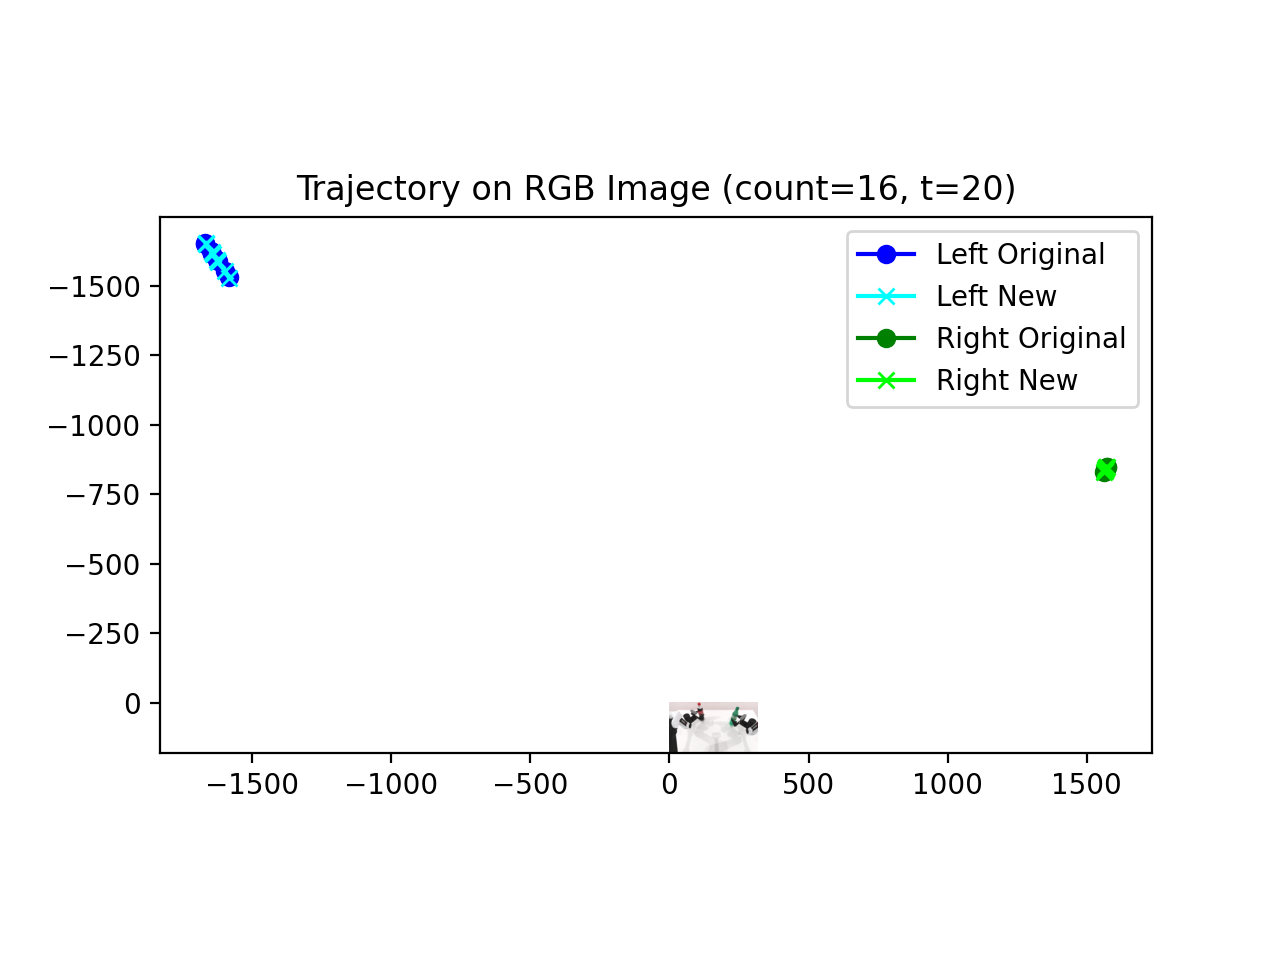 Trajectory on RGB Image (count=16, t=20)
Left Original
Left New
Right Original
Right New
−1500
−1250
−1000
−750
−500
−250
0
−1500 −1000 −500 0 500 1000 1500